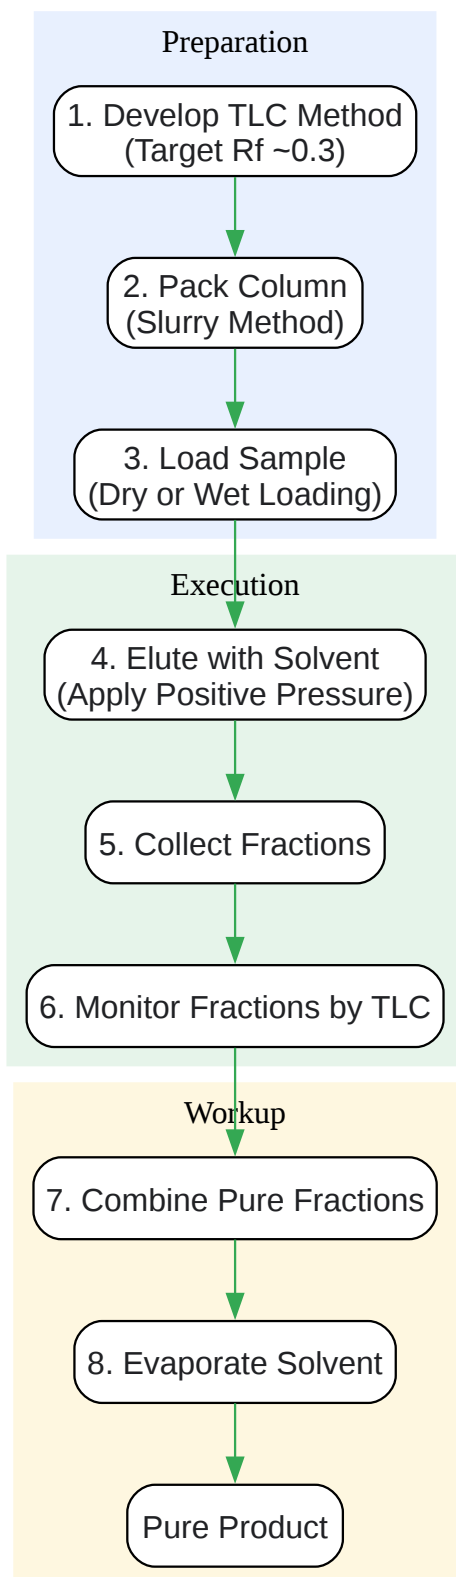 Preparation
1. Develop TLC Method
(Target Rf ~0.3)
2. Pack Column
(Slurry Method)
3. Load Sample
(Dry or Wet Loading)
Execution
4. Elute with Solvent
(Apply Positive Pressure)
5. Collect Fractions
6. Monitor Fractions by TLC
Workup
7. Combine Pure Fractions
8. Evaporate Solvent
Pure Product